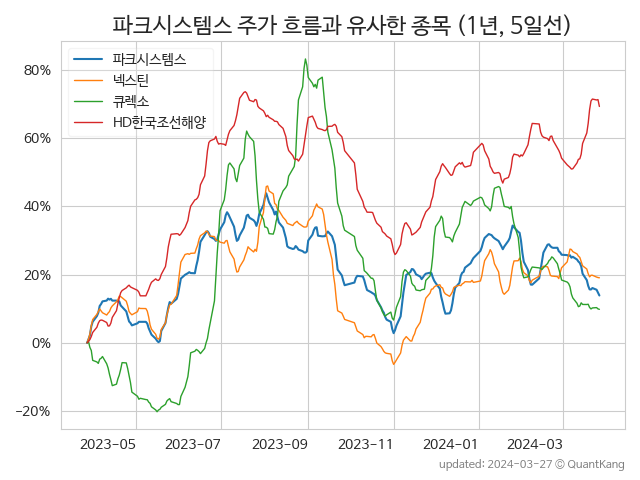 파크시스템스 주가 흐름과 유사한 종목 (1년, 5일선)
파크시스템스
넥스틴
큐렉소
HD한국조선해양
80%
60%
40%
20%
0%
−20%
2023-05 2023-07 2023-09 2023-11 2024-01 2024-03
updated: 2024-03-27 © QuantKang